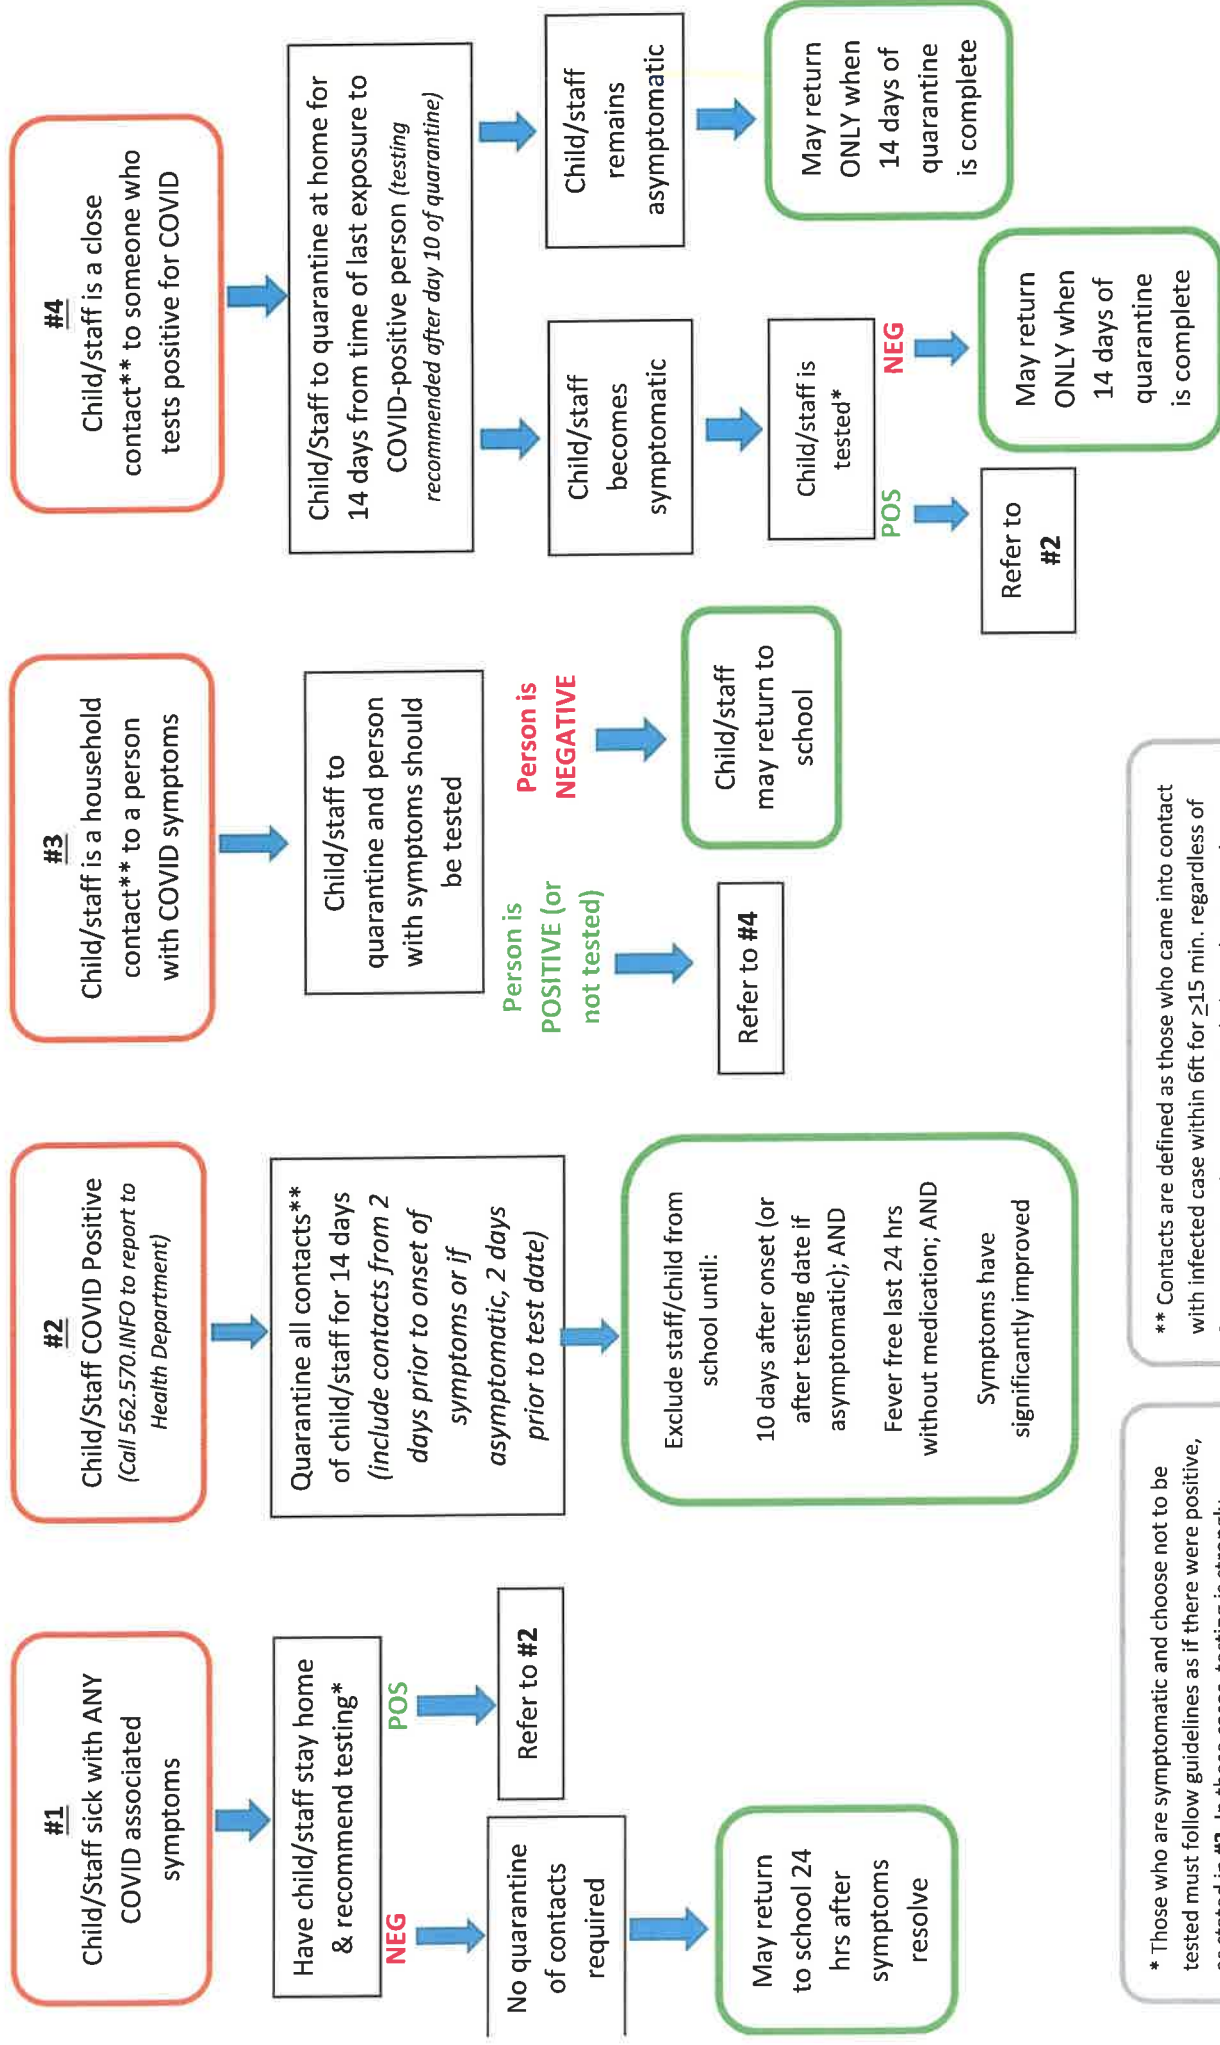 #1
Child/Staff sick with ANY
COVID associated
symptoms
Have child/staff stay home
& recommend testing*
NEG
POS
No quarantine
of contacts
required
Refer to #2
May return
to school 24
hrs after
symptoms
resolve
#2
Child/Staff COVID Positive
(Call 562.570.INFO to report to
Health Department)
Quarantine all contacts**
of child/staff for 14 days
(include contacts from 2
days prior to onset of
symptoms or if
asymptomatic, 2 days
prior to test date)
Exclude staff/child from
school until:
10 days after onset (or
after testing date if
asymptomatic); AND
Fever free last 24 hrs
without medication; AND
Symptoms have
significantly improved
#3
Child/staff is a household
contact** to a person
with COVID symptoms
Child/staff to
quarantine and person
with symptoms should
be tested
Person is
POSITIVE (or
not tested)
Person is
NEGATIVE
Refer to #4
Child/staff
may return to
school
#4
Child/staff is a close
contact** to someone who
tests positive for COVID
Child/Staff to quarantine at home for
14 days from time of last exposure to
COVID-positive person (testing
recommended after day 10 of quarantine)
Child/staff
becomes
symptomatic
Child/staff
remains
asymptomatic
Child/staff is
tested*
May return
ONLY when
14 days of
quarantine
is complete
POS
NEG
Refer to
#2
May return
ONLY when
14 days of
quarantine
is complete
* Those who are symptomatic and choose not to be
tested must follow guidelines as if there were positive,
as stated in #2. In these cases, testing is strongly
** Contacts are defined as those who came into contact
with infected case within 6ft for ≥15 min. regardless of